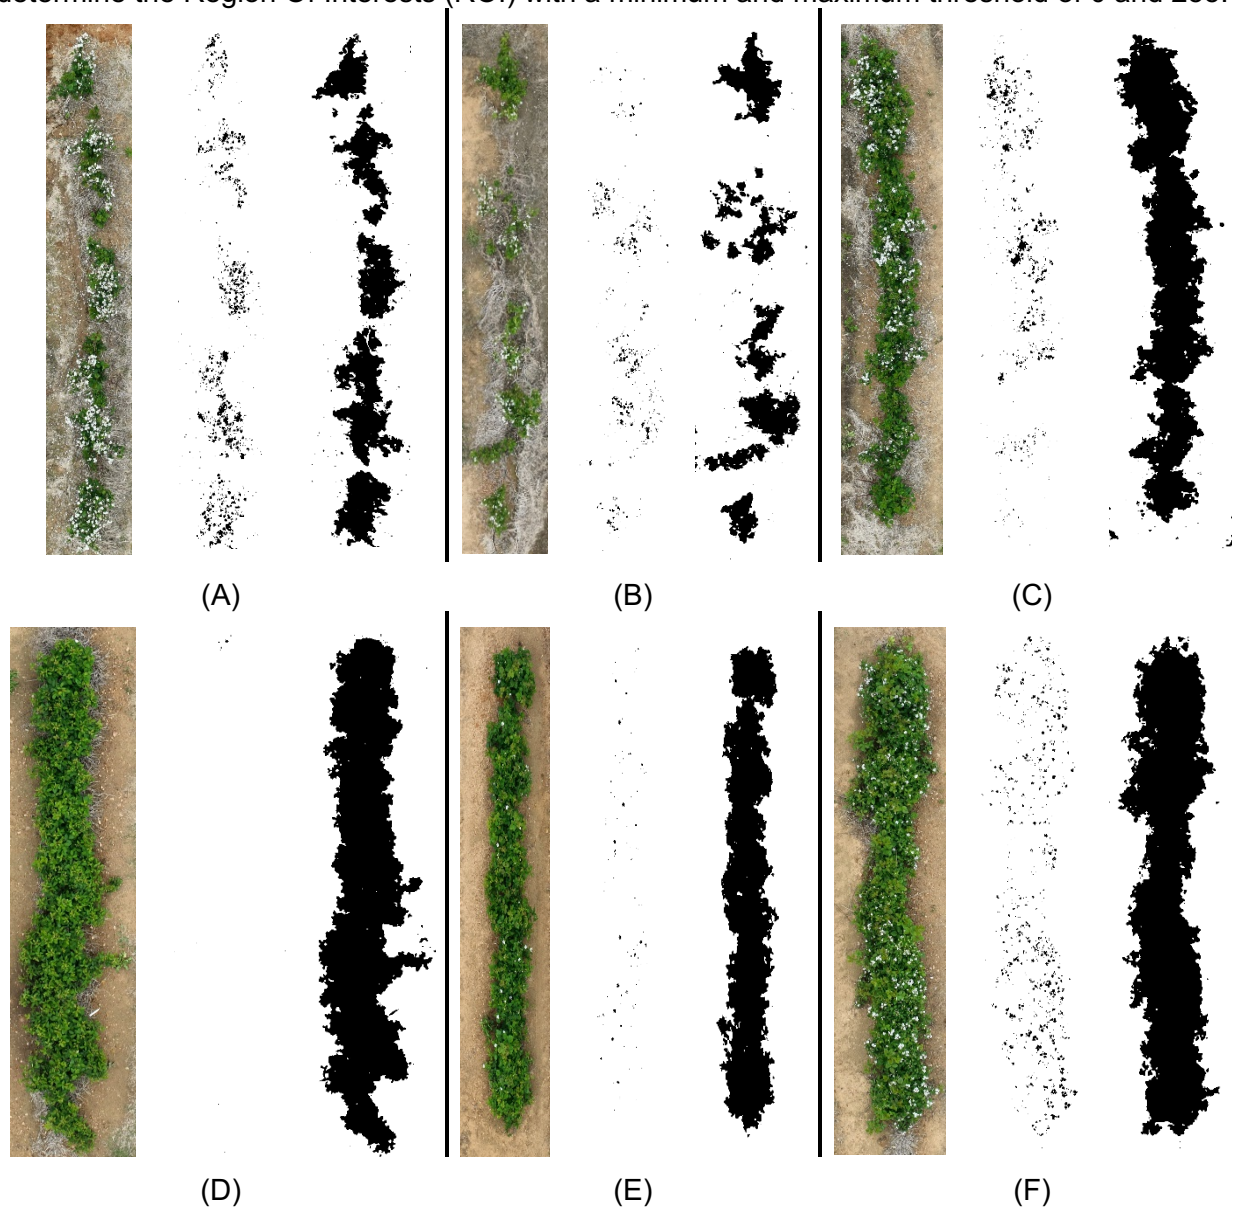 determine the Region Of Interests (ROI) with a minimum and maximum threshold of 0 and 255.
(A) (B) (C)
(D) (E) (F)